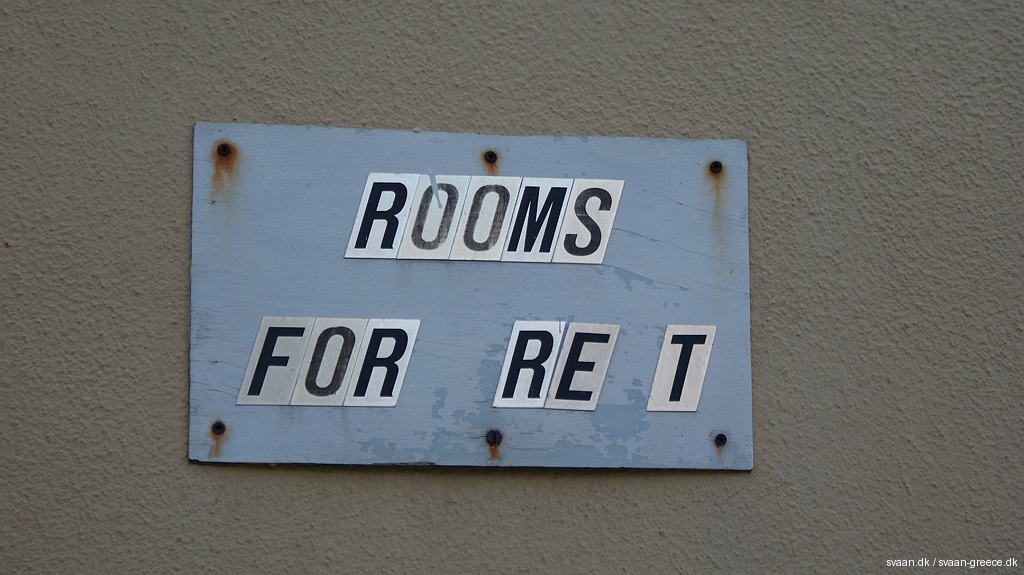 ROOMS
FOR RE T
svaan.dk / svaan-greece.dk